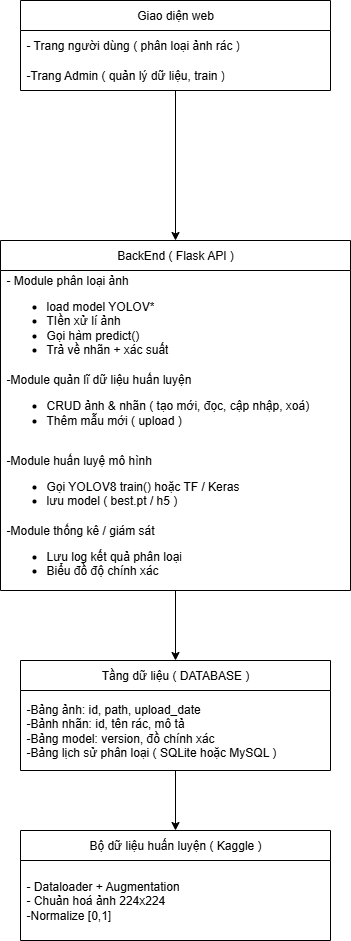 Giao diện web
- Trang người dùng ( phân loại ảnh rác )
-Trang Admin ( quản lý dữ liệu, train )
BackEnd ( Flask API )
- Module phân loại ảnh
• load model YOLOV*
• TIền xử lí ảnh
• Gọi hàm predict()
• Trả về nhãn + xác suất
-Module quản lĩ dữ liệu huấn luyện
• CRUD ảnh & nhãn ( tạo mới, đọc, cập nhập, xoá)
• Thêm mẫu mới ( upload )
-Module huấn luyệ mô hình
• Gọi YOLOV8 train() hoặc TF / Keras
• lưu model ( best.pt / h5 )
-Module thống kê / giám sát
• Lưu log kết quả phân loại
• Biểu đồ độ chính xác
Tầng dữ liệu ( DATABASE )
-Bảng ảnh: id, path, upload_date
-Bảnh nhãn: id, tên rác, mô tả
-Bảng model: version, đồ chính xác
-Bảng lịch sử phân loại ( SQLite hoặc MySQL )
Bộ dữ liệu huấn luyện ( Kaggle )
- Dataloader + Augmentation
- Chuẩn hoá ảnh 224x224
-Normalize [0,1]